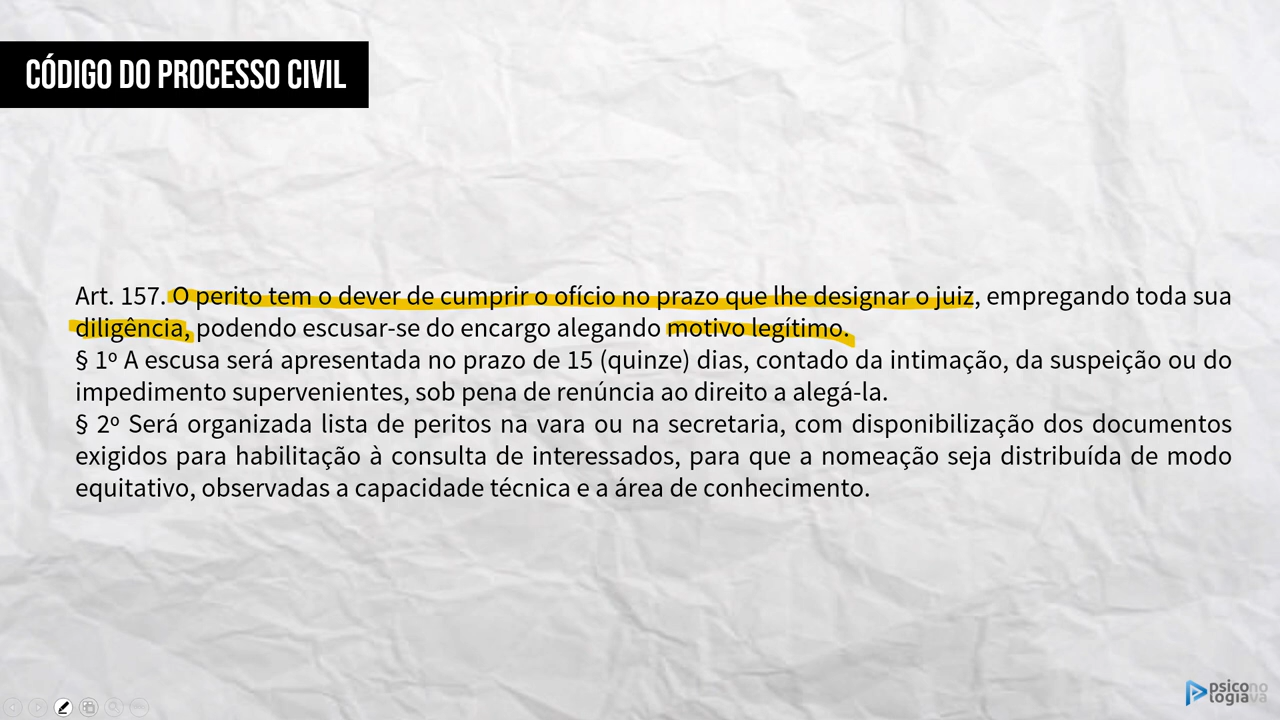 CÓDIGO DO PROCESSO CIVIL
Art. 157. O perito tem o dever de cumprir o ofício no prazo que lhe designar o juiz, empregando toda sua
diligência, podendo escusar-se do encargo alegando motivo legítimo.
§ 1º A escusa será apresentada no prazo de 15 (quinze) dias, contado da intimação, da suspeição ou do
impedimento supervenientes, sob pena de renúncia ao direito a alegá-la.
§ 2º Será organizada lista de peritos na vara ou na secretaria, com disponibilização dos documentos
exigidos para habilitação à consulta de interessados, para que a nomeação seja distribuída de modo
equitativo, observadas a capacidade técnica e a área de conhecimento.
psicono
logiava